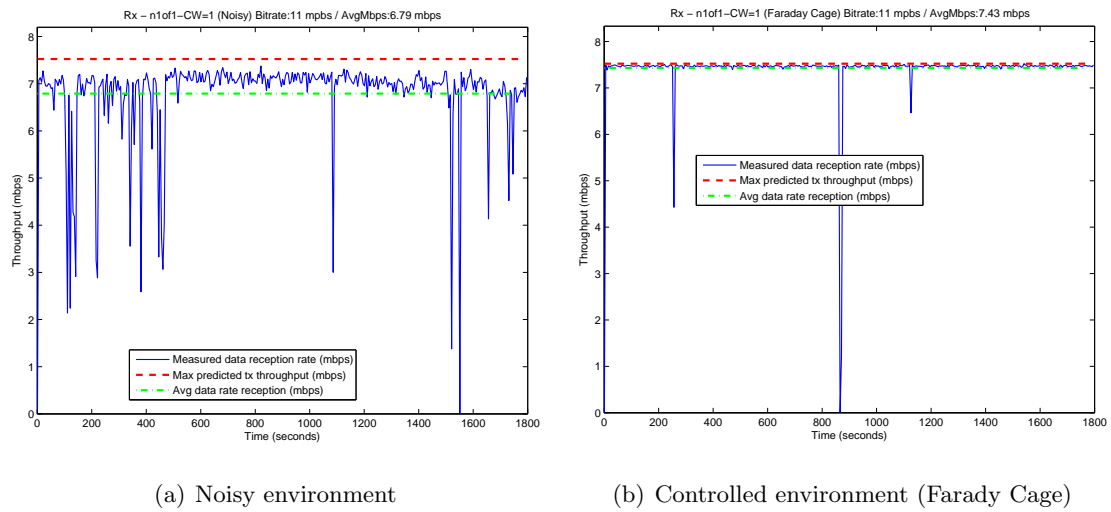 Rx − n1of1−CW=1 (Noisy) Bitrate:11 mpbs / AvgMbps:6.79 mbps
8
7
6
5
4
3
2
1
0
Throughput (mbps)
Measured data reception rate (mbps)
Max predicted tx throughput (mbps)
Avg data rate reception (mbps)
0 200 400 600 800 1000 1200 1400 1600 1800
Time (seconds)
(a) Noisy environment
Rx − n1of1−CW=1 (Faraday Cage) Bitrate:11 mpbs / AvgMbps:7.43 mbps
8
7
6
5
4
3
2
1
0
Throughput (mbps)
Measured data reception rate (mbps)
Max predicted tx throughput (mbps)
Avg data rate reception (mbps)
0 200 400 600 800 1000 1200 1400 1600 1800
Time (seconds)
(b) Controlled environment (Farady Cage)